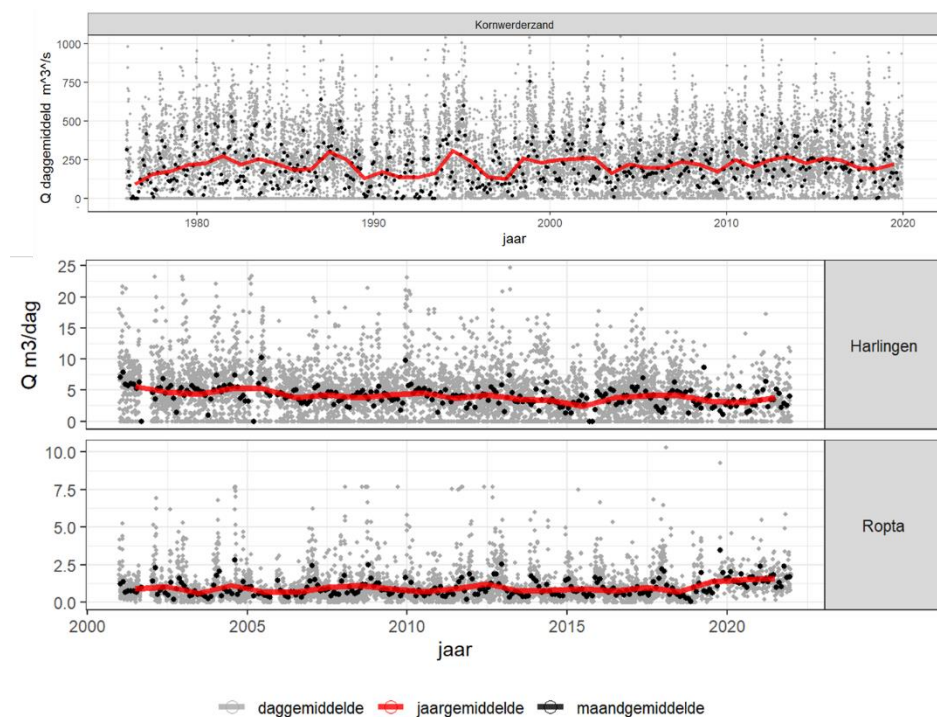 Kornwerderzand
Q daggemiddeld m^3^/s
1000
750
500
250
0
1980 1990 2000 2010 2020
jaar
Q m3/dag
25
20
15
10
5
0
Harlingen
10.0
7.5
5.0
2.5
0.0
Ropta
2000 2005 2010 2015 2020
jaar
daggemiddelde jaargemiddelde maandgemiddelde